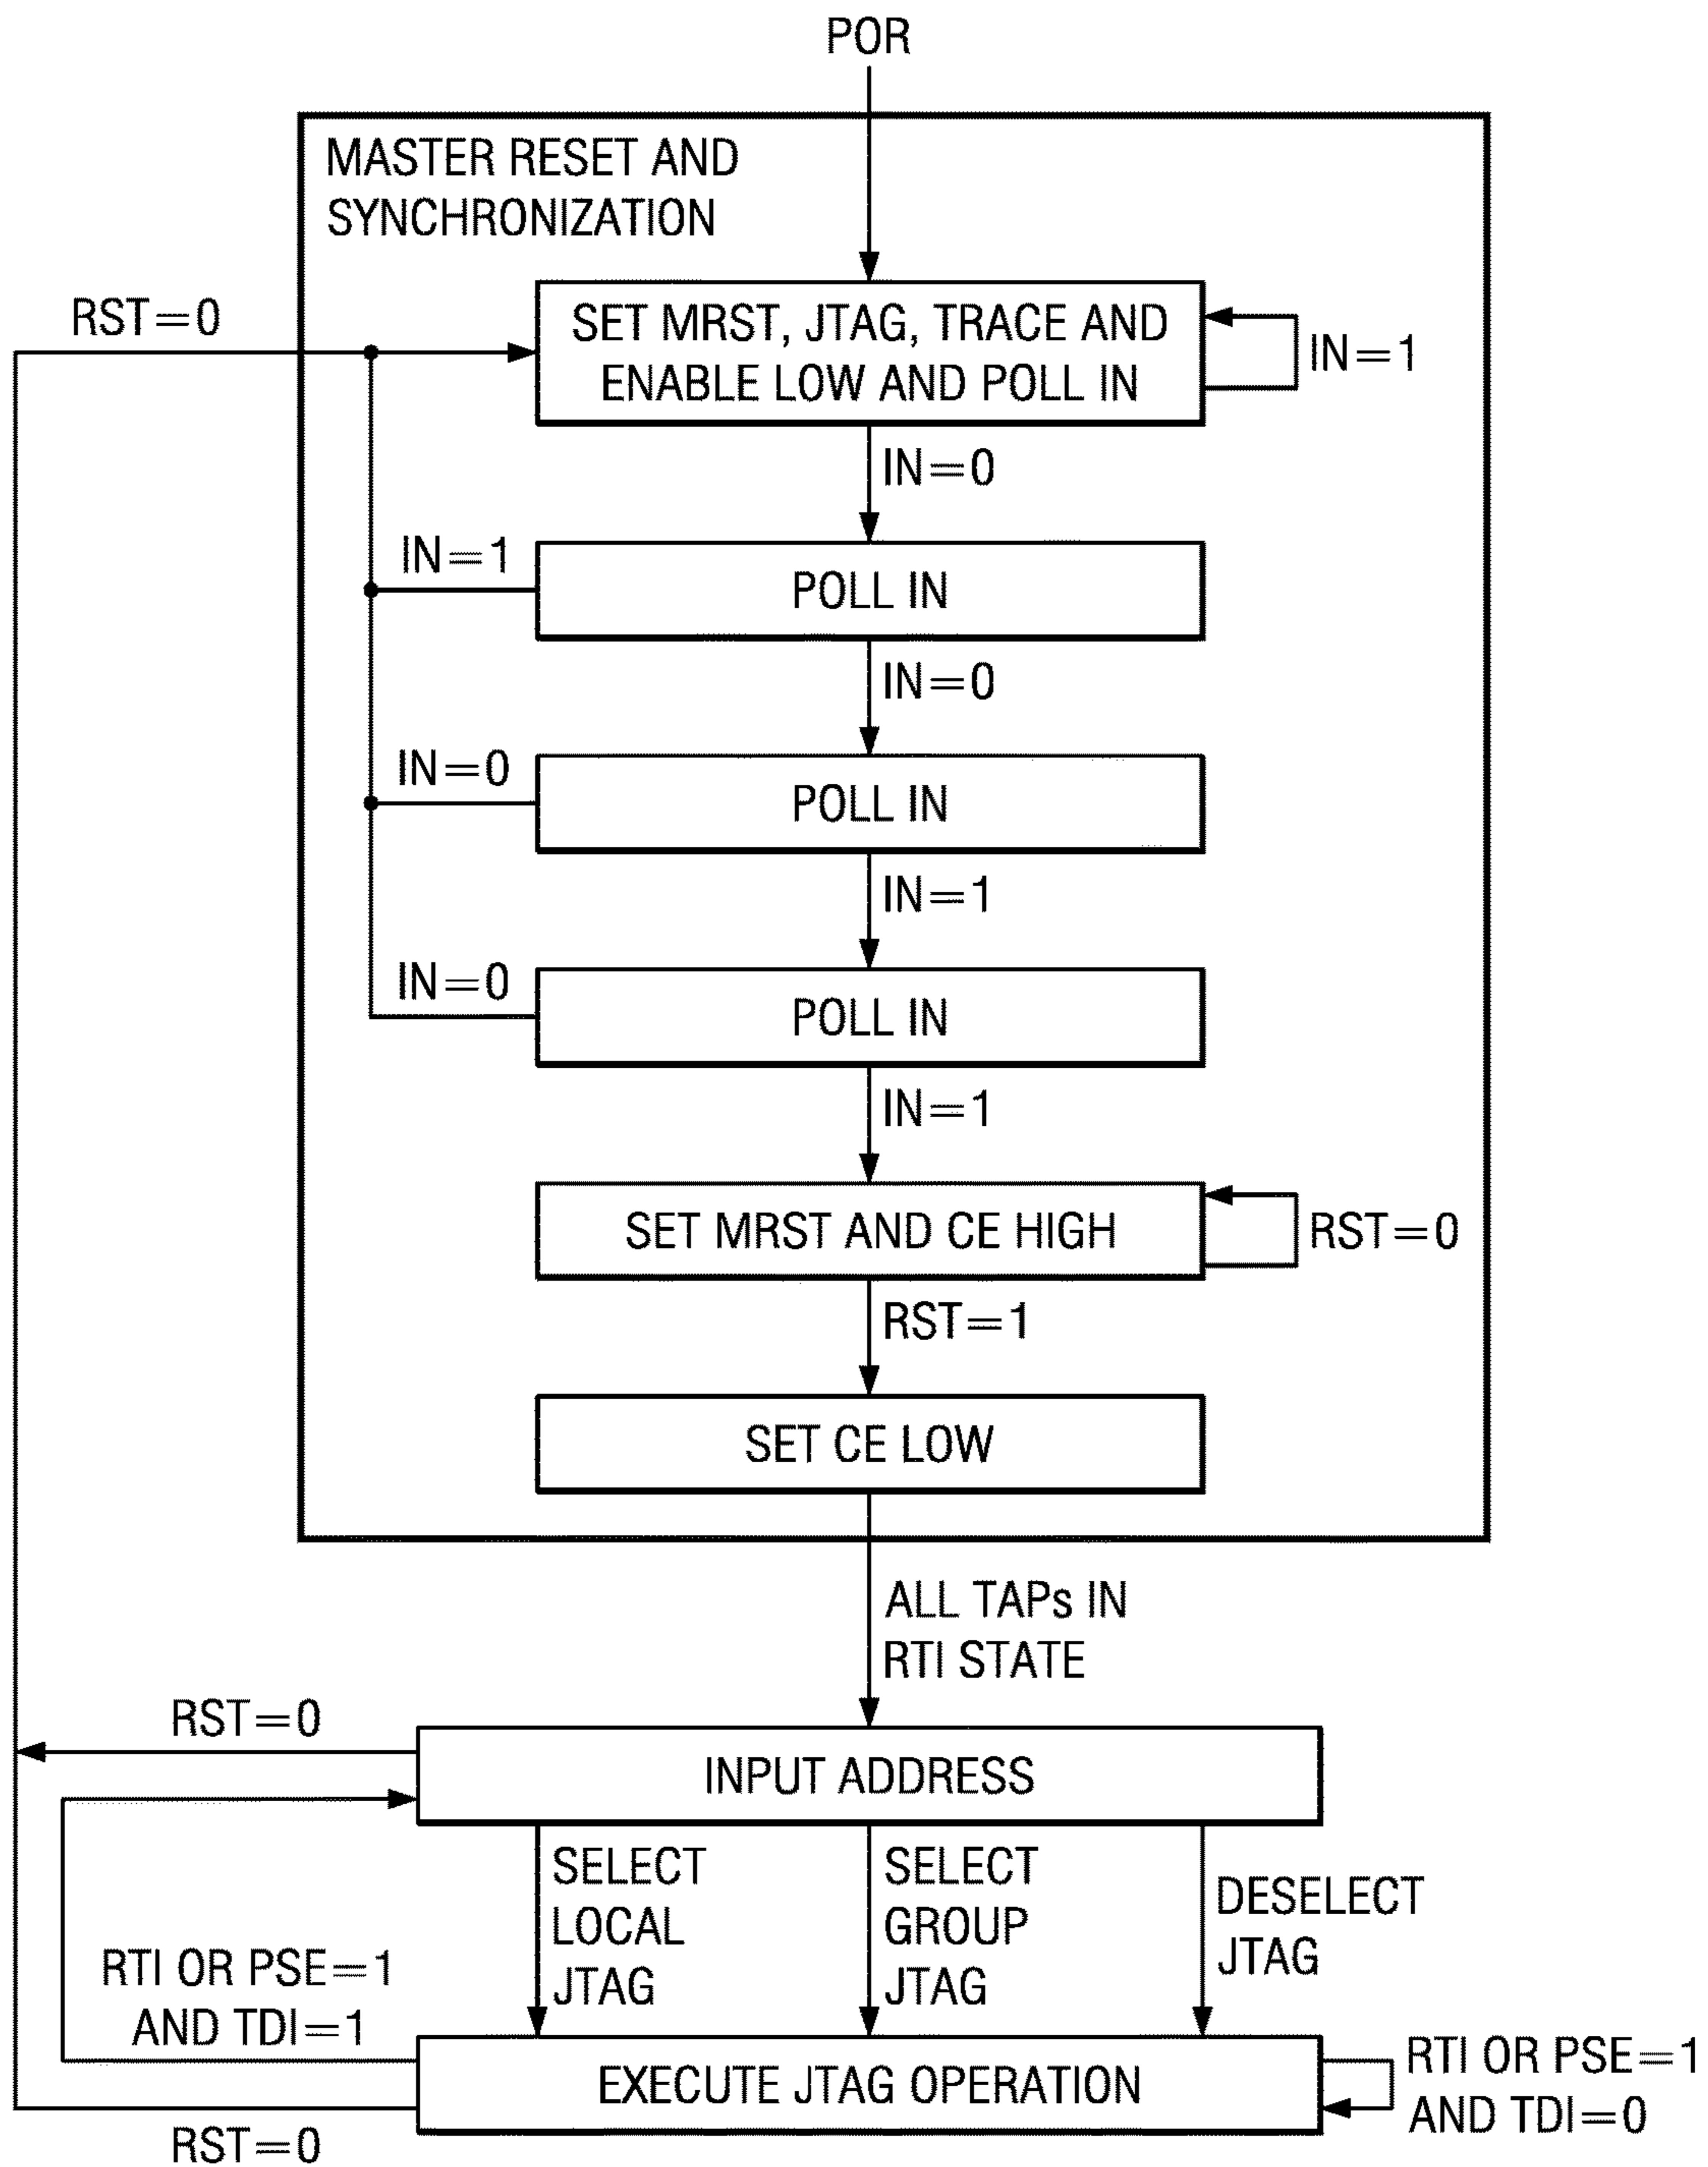 POR
MASTER RESET AND
SYNCHRONIZATION
RST=0
SET MRST, JTAG, TRACE AND
ENABLE LOW AND POLL IN
IN=1
IN=0
IN=1
POLL IN
IN=0
IN=0
POLL IN
IN=1
IN=0
POLL IN
IN=1
SET MRST AND CE HIGH
RST=0
RST=1
SET CE LOW
ALL TAPs IN
RTI STATE
RST=0
INPUT ADDRESS
SELECT
LOCAL
JTAG
SELECT
GROUP
JTAG
DESELECT
JTAG
RTI OR PSE=1
AND TDI=1
EXECUTE JTAG OPERATION
RTI OR PSE=1
AND TDI=0
RST=0